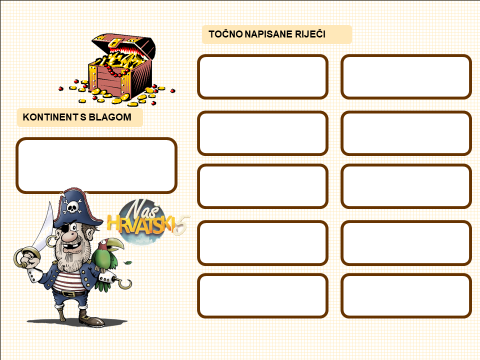 TOČNO NAPISANE RIJEČI
KONTINENT S BLAGOM
Naš
HRVATSKI 5